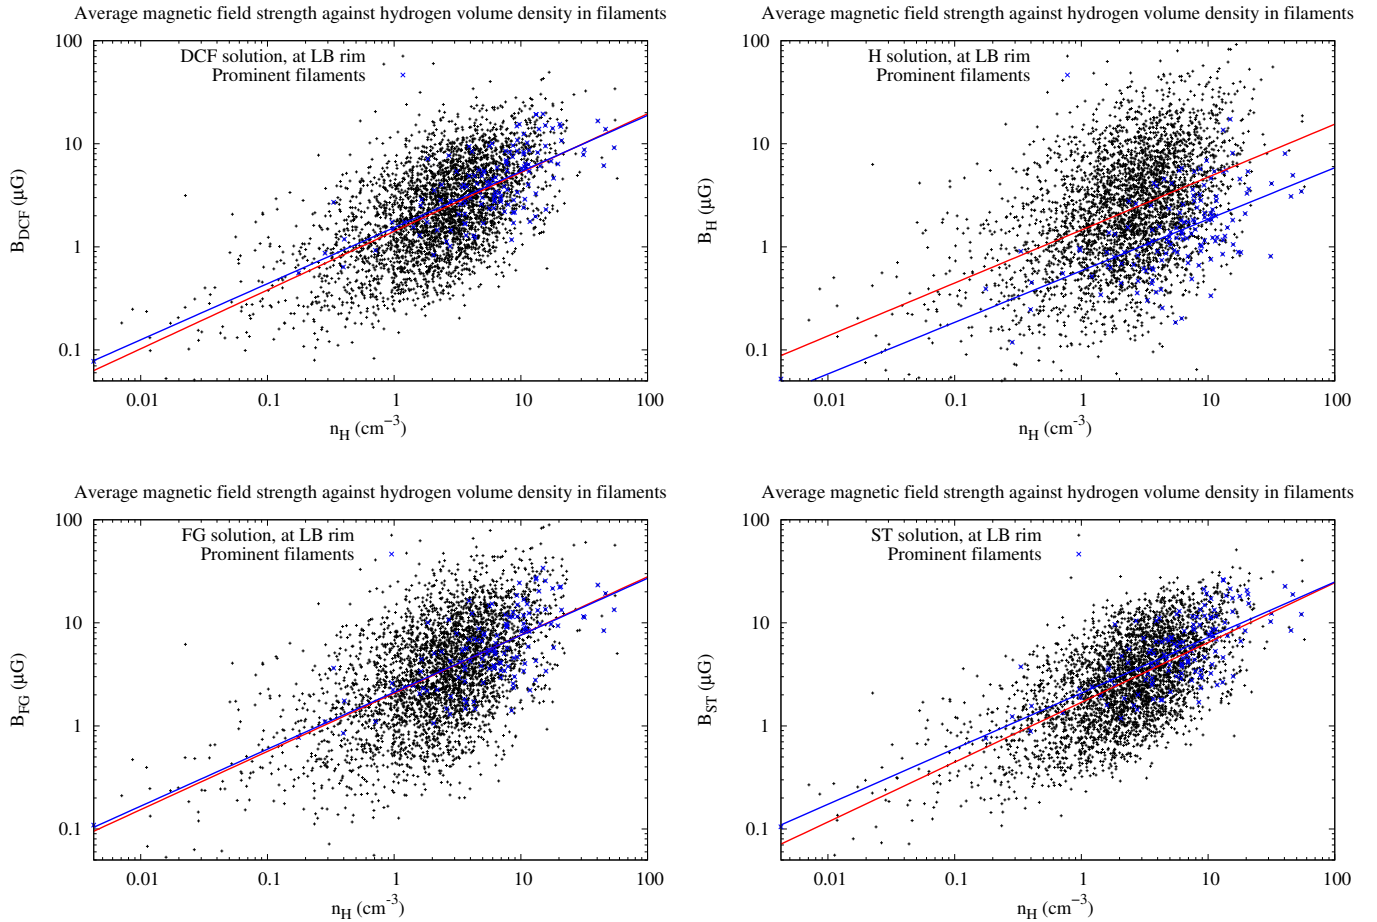 Average magnetic field strength against hydrogen volume density in filaments
100
10
1
0.1
B_DCF (μG)
DCF solution, at LB rim
Prominent filaments
0.01 0.1 1 10 100
n_H (cm⁻³)
Average magnetic field strength against hydrogen volume density in filaments
100
10
1
0.1
B_H (μG)
H solution, at LB rim
Prominent filaments
0.01 0.1 1 10 100
n_H (cm⁻³)
Average magnetic field strength against hydrogen volume density in filaments
100
10
1
0.1
B_FG (μG)
FG solution, at LB rim
Prominent filaments
0.01 0.1 1 10 100
n_H (cm⁻³)
Average magnetic field strength against hydrogen volume density in filaments
100
10
1
0.1
B_ST (μG)
ST solution, at LB rim
Prominent filaments
0.01 0.1 1 10 100
n_H (cm⁻³)